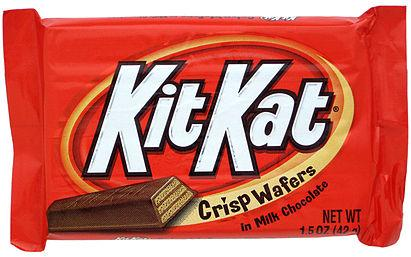 KitKat®
Crisp Wafers
in Milk Chocolate
NET WT
1.5 OZ (42 g)